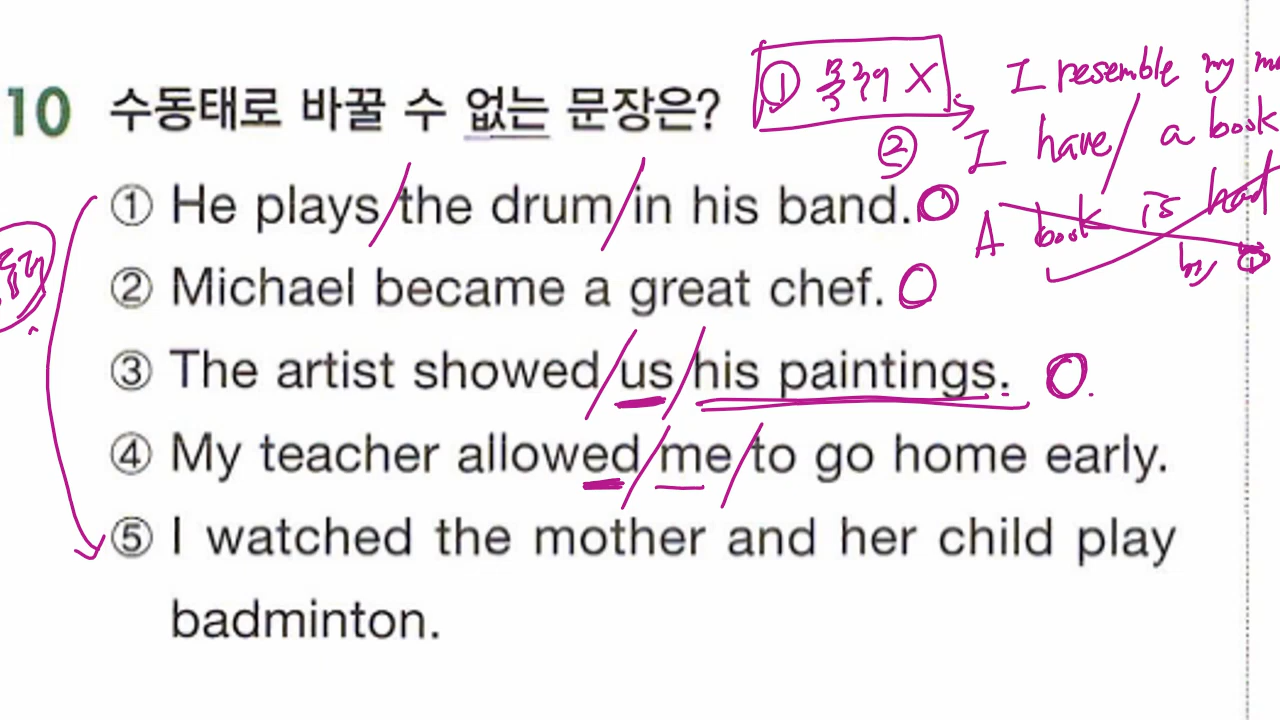 ① 목적어 X
I resemble my
10 수동태로 바꿀 수 없는 문장은?
② I have / a book
① He plays / the drum / in his band. O
A book is had
by
② Michael became a great chef. O
③ The artist showed / us / his paintings. O
④ My teacher allowed / me / to go home early.
⑤ I watched the mother and her child play
badminton.